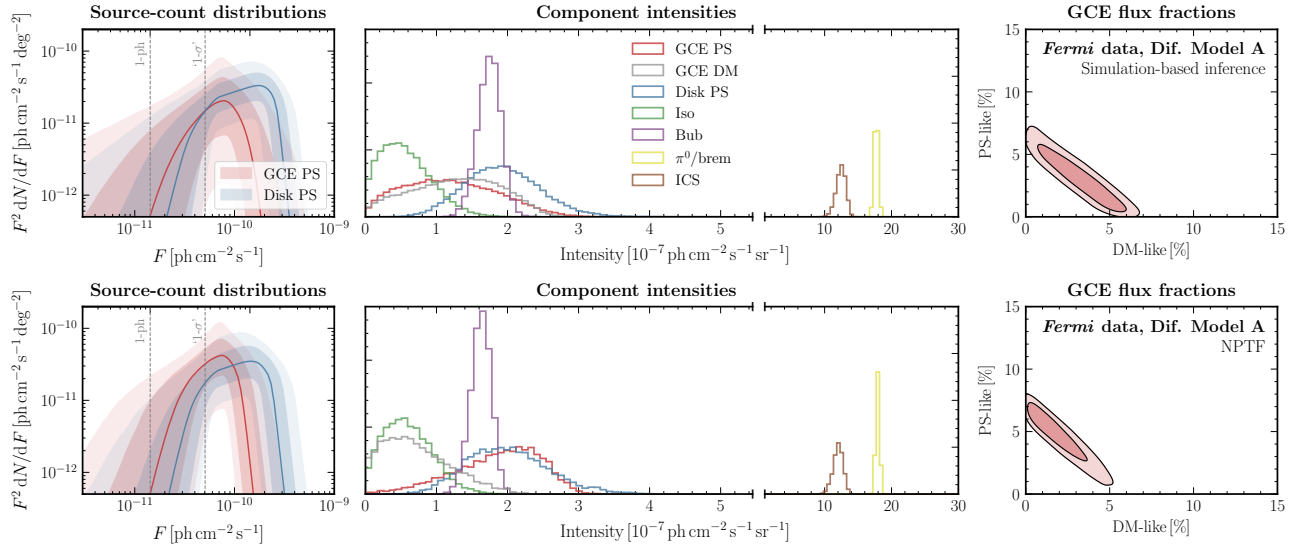 Source-count distributions
Component intensities
GCE flux fractions
F² dN/dF [ph cm⁻² s⁻¹ deg⁻²]
10⁻¹⁰
10⁻¹¹
10⁻¹²
1-ph
'1-σ'
GCE PS
Disk PS
10⁻¹¹ 10⁻¹⁰ 10⁻⁹
F [ph cm⁻² s⁻¹]
GCE PS
GCE DM
Disk PS
Iso
Bub
π⁰/brem
ICS
0 1 2 3 4 5 10 20 30
Intensity [10⁻⁷ ph cm⁻² s⁻¹ sr⁻¹]
Fermi data, Dif. Model A
Simulation-based inference
PS-like [%]
15
10
5
0
0 5 10 15
DM-like [%]
Source-count distributions
Component intensities
GCE flux fractions
F² dN/dF [ph cm⁻² s⁻¹ deg⁻²]
10⁻¹⁰
10⁻¹¹
10⁻¹²
1-ph
'1-σ'
10⁻¹¹ 10⁻¹⁰ 10⁻⁹
F [ph cm⁻² s⁻¹]
0 1 2 3 4 5 10 20 30
Intensity [10⁻⁷ ph cm⁻² s⁻¹ sr⁻¹]
Fermi data, Dif. Model A
NPTF
PS-like [%]
15
10
5
0
0 5 10 15
DM-like [%]